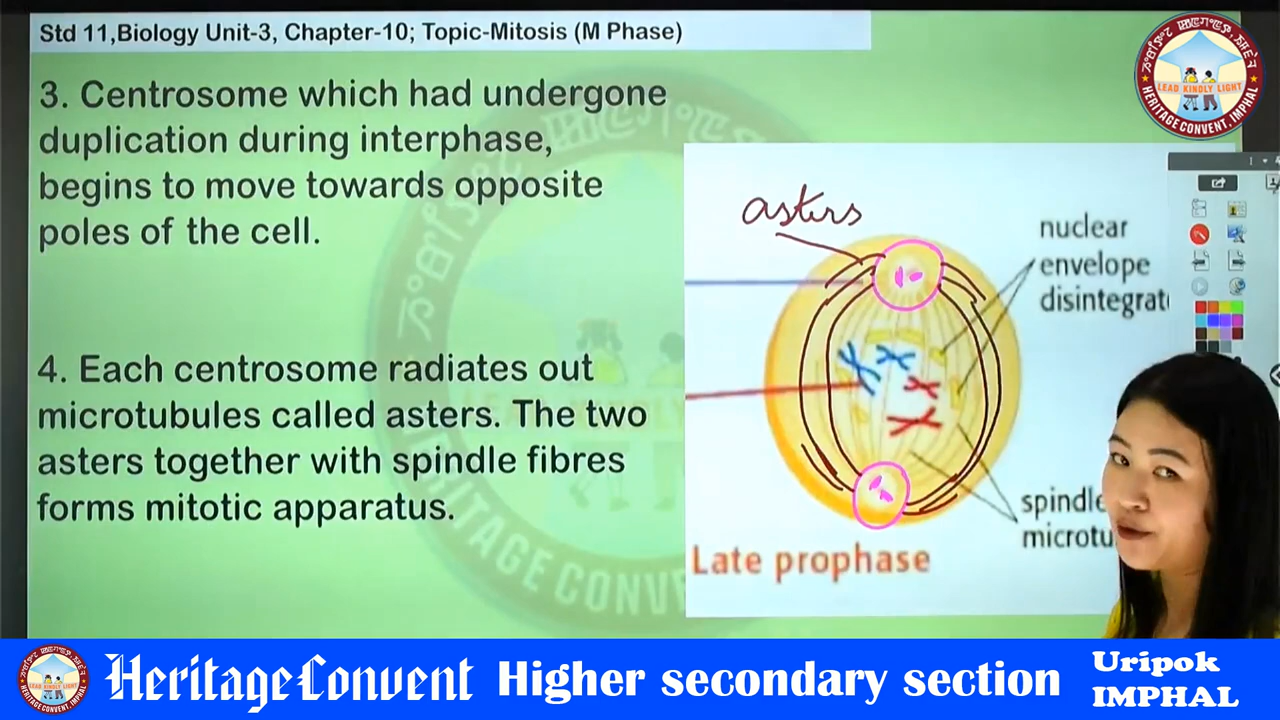 Std 11,Biology Unit-3, Chapter-10; Topic-Mitosis (M Phase)
3. Centrosome which had undergone
duplication during interphase,
begins to move towards opposite
poles of the cell.
4. Each centrosome radiates out
microtubules called asters. The two
asters together with spindle fibres
forms mitotic apparatus.
asters
nuclear
envelope
disintegrat
spindle
microtu
Late prophase
LEAD KINDLY LIGHT
HERITAGE CONVENT, IMPHAL
Heritage Convent Higher secondary section
Uripok
IMPHAL